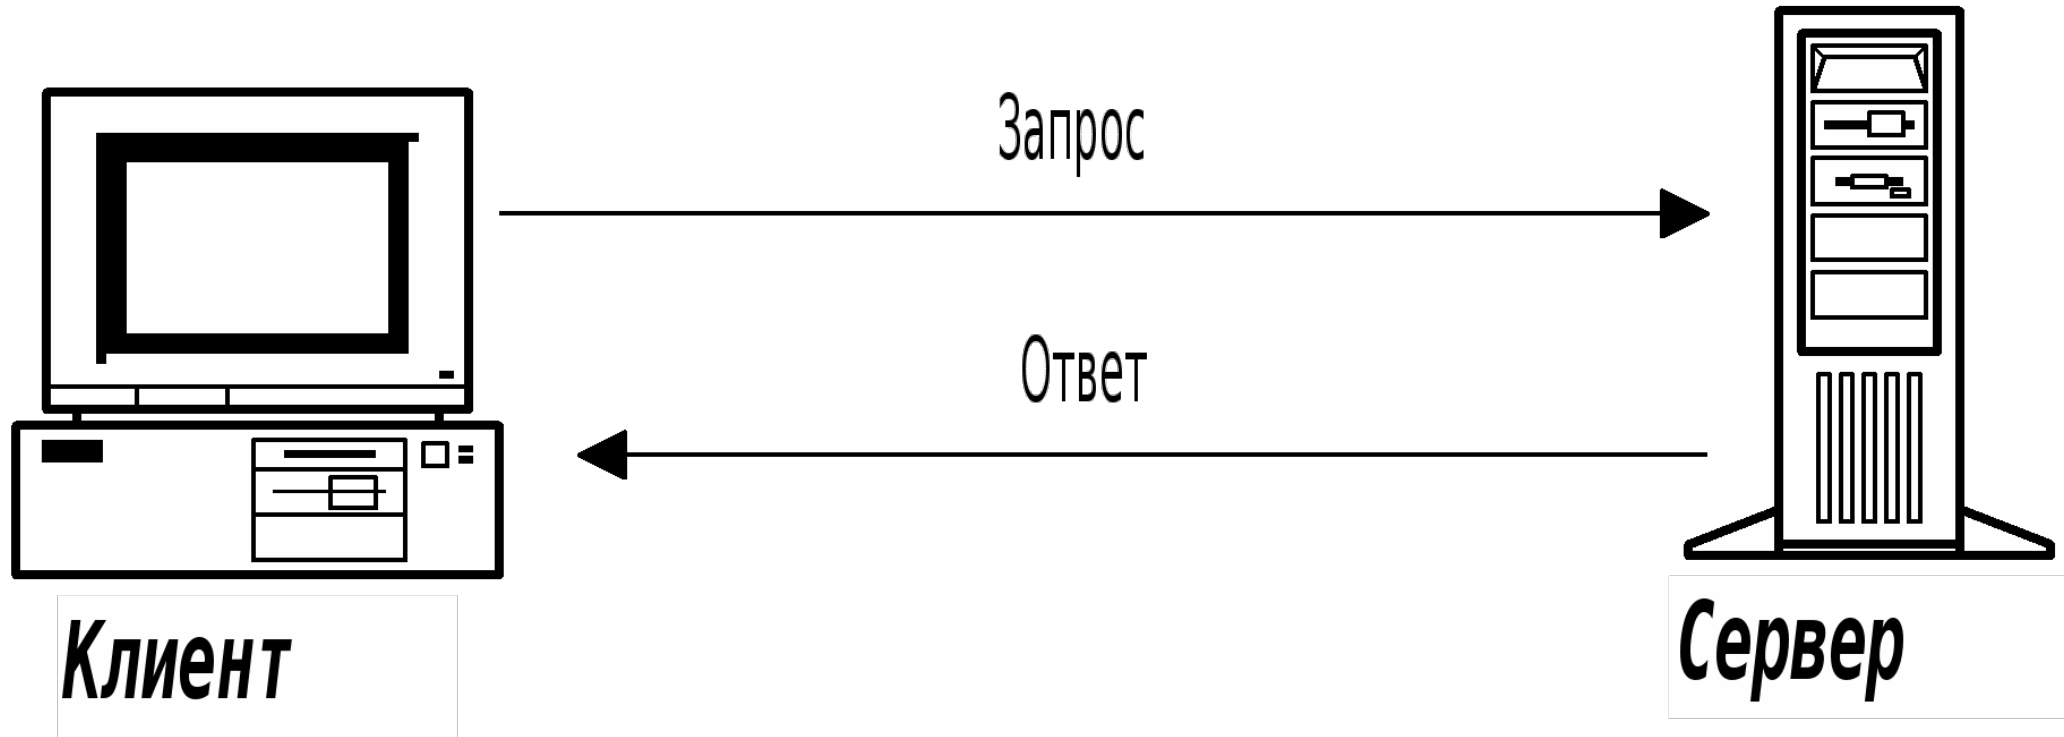 Запрос
Ответ
Клиент
Сервер